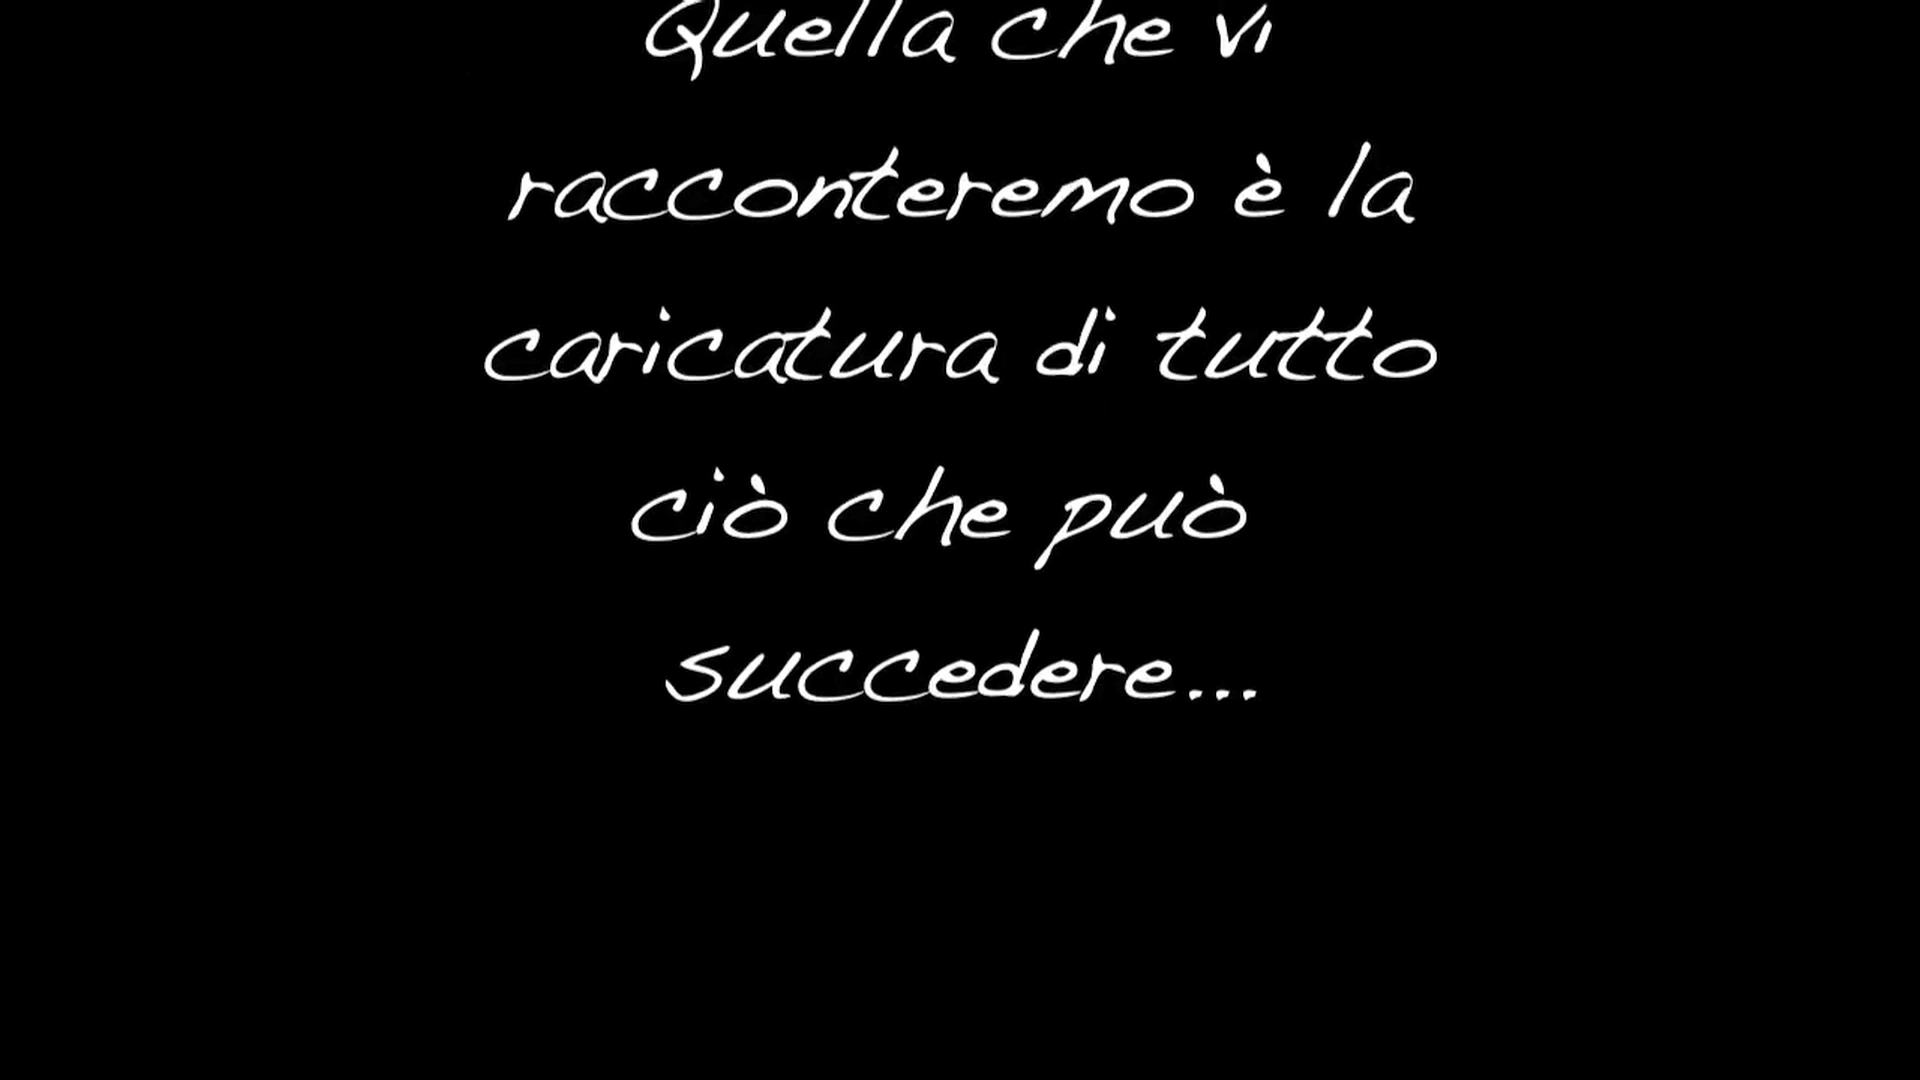 Quella che vi
racconteremo è la
caricatura di tutto
ciò che può
succedere...